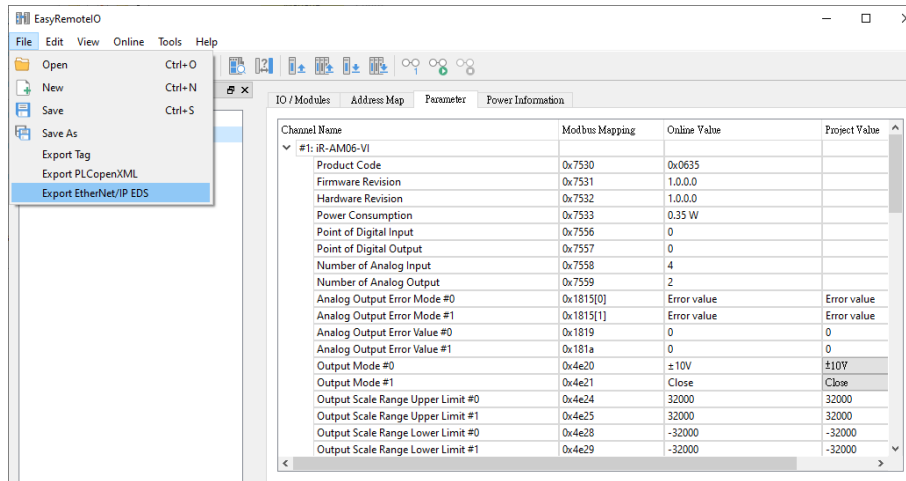 EasyRemoteIO
File Edit View Online Tools Help
Open Ctrl+O
New Ctrl+N
Save Ctrl+S
Save As
Export Tag
Export PLCopenXML
Export EtherNet/IP EDS
IO / Modules Address Map Parameter Power Information
Channel Name Modbus Mapping Online Value Project Value
#1: iR-AM06-VI
Product Code 0x7530 0x0635
Firmware Revision 0x7531 1.0.0.0
Hardware Revision 0x7532 1.0.0.0
Power Consumption 0x7533 0.35 W
Point of Digital Input 0x7556 0
Point of Digital Output 0x7557 0
Number of Analog Input 0x7558 4
Number of Analog Output 0x7559 2
Analog Output Error Mode #0 0x1815[0] Error value Error value
Analog Output Error Mode #1 0x1815[1] Error value Error value
Analog Output Error Value #0 0x1819 0 0
Analog Output Error Value #1 0x181a 0 0
Output Mode #0 0x4e20 ±10V ±10V
Output Mode #1 0x4e21 Close Close
Output Scale Range Upper Limit #0 0x4e24 32000 32000
Output Scale Range Upper Limit #1 0x4e25 32000 32000
Output Scale Range Lower Limit #0 0x4e28 -32000 -32000
Output Scale Range Lower Limit #1 0x4e29 -32000 -32000